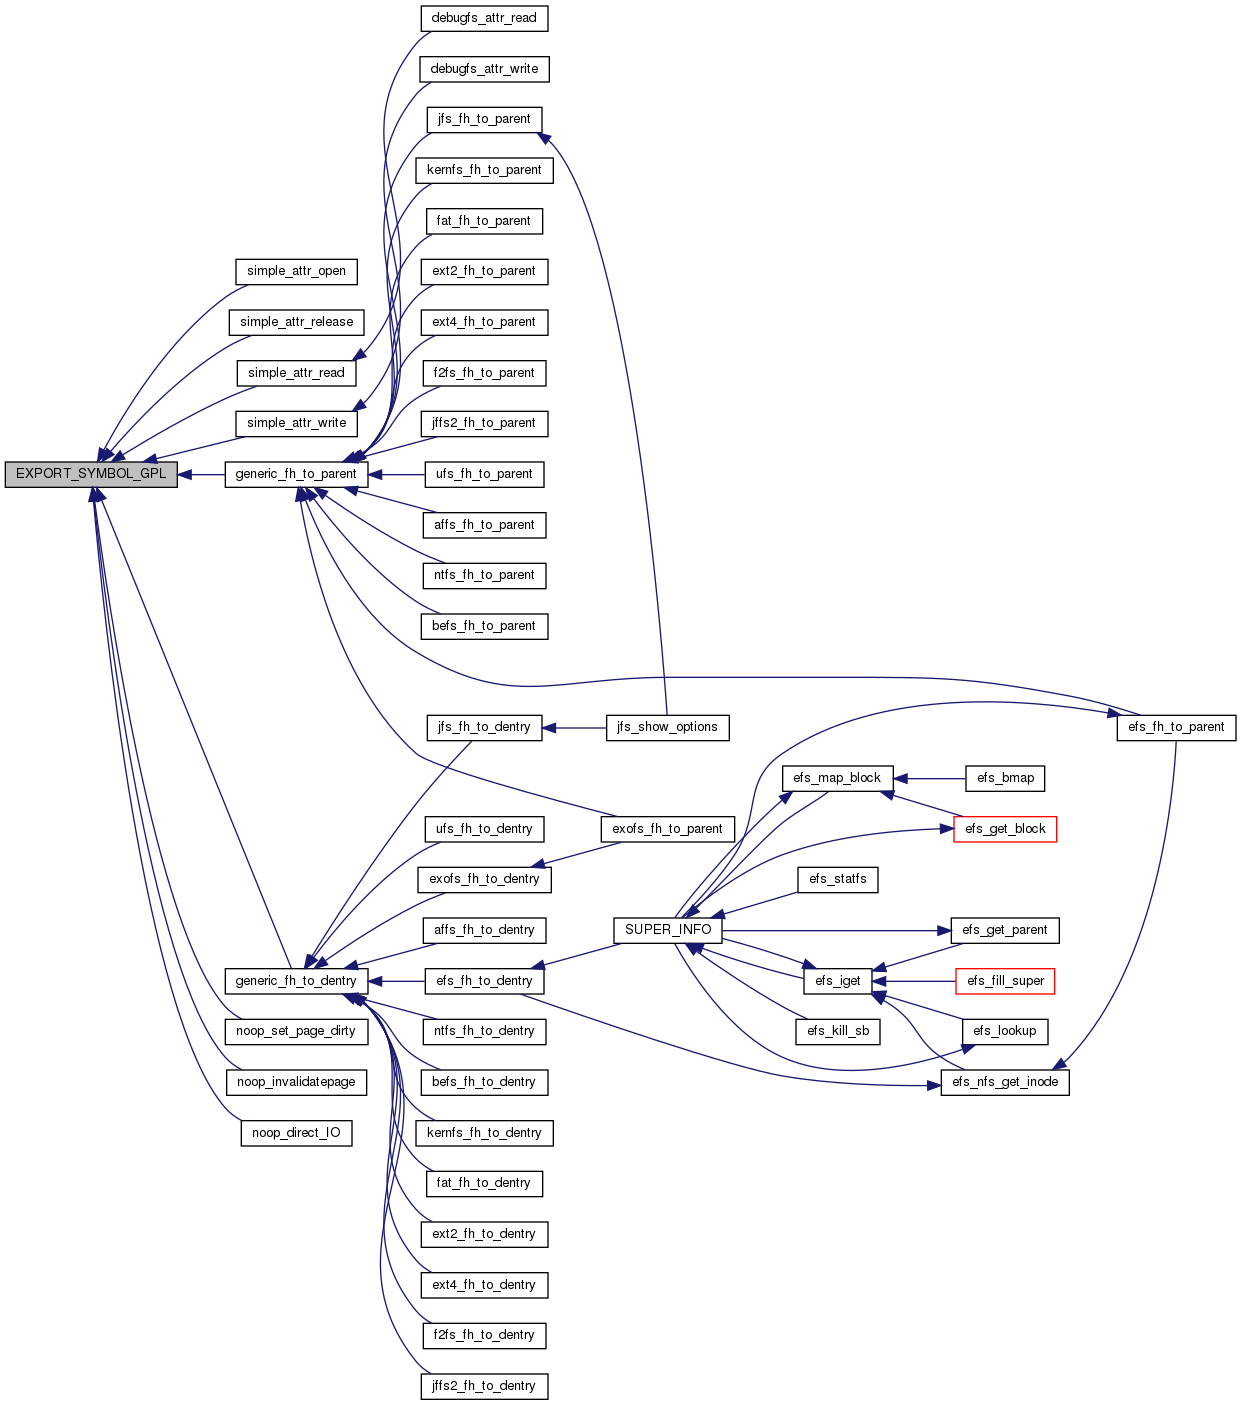 debugfs_attr_read
debugfs_attr_write
jfs_fh_to_parent
kernfs_fh_to_parent
fat_fh_to_parent
simple_attr_open
ext2_fh_to_parent
simple_attr_release
ext4_fh_to_parent
simple_attr_read
f2fs_fh_to_parent
simple_attr_write
jffs2_fh_to_parent
EXPORT_SYMBOL_GPL
generic_fh_to_parent
ufs_fh_to_parent
affs_fh_to_parent
ntfs_fh_to_parent
befs_fh_to_parent
jfs_fh_to_dentry
jfs_show_options
efs_fh_to_parent
efs_map_block
efs_bmap
ufs_fh_to_dentry
exofs_fh_to_parent
efs_get_block
exofs_fh_to_dentry
efs_statfs
affs_fh_to_dentry
SUPER_INFO
efs_get_parent
generic_fh_to_dentry
efs_fh_to_dentry
efs_iget
efs_fill_super
noop_set_page_dirty
ntfs_fh_to_dentry
efs_kill_sb
efs_lookup
noop_invalidatepage
befs_fh_to_dentry
efs_nfs_get_inode
noop_direct_IO
kernfs_fh_to_dentry
fat_fh_to_dentry
ext2_fh_to_dentry
ext4_fh_to_dentry
f2fs_fh_to_dentry
jffs2_fh_to_dentry